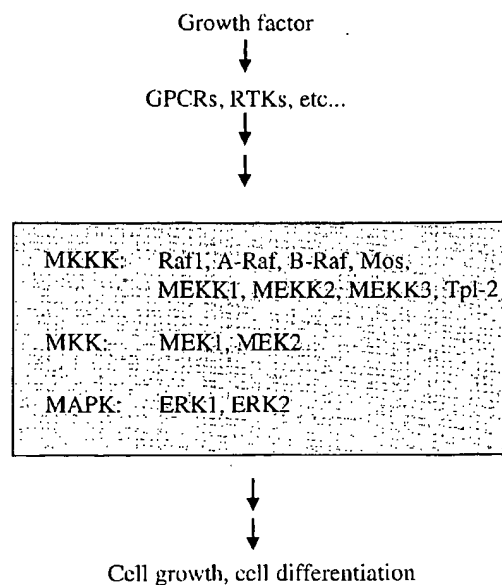 Growth factor
GPCRs, RTKs, etc...
MKKK: Raf1, A-Raf, B-Raf, Mos,
MEKK1, MEKK2, MEKK3, Tpl-2
MKK: MEK1, MEK2
MAPK: ERK1, ERK2
Cell growth, cell differentiation